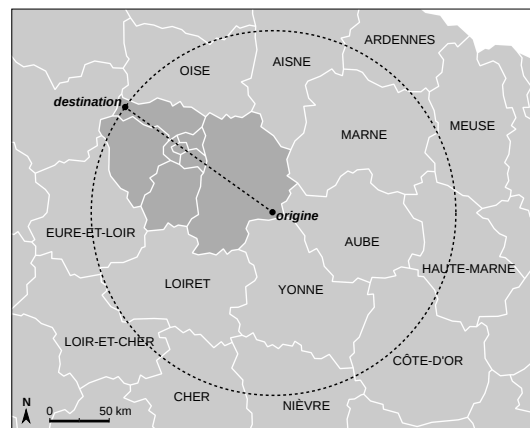 ARDENNES
OISE
AISNE
destination
MARNE
MEUSE
origine
EURE-ET-LOIR
AUBE
HAUTE-MARNE
LOIRET
YONNE
LOIR-ET-CHER
CÔTE-D'OR
CHER
NIÈVRE
N
0
50 km